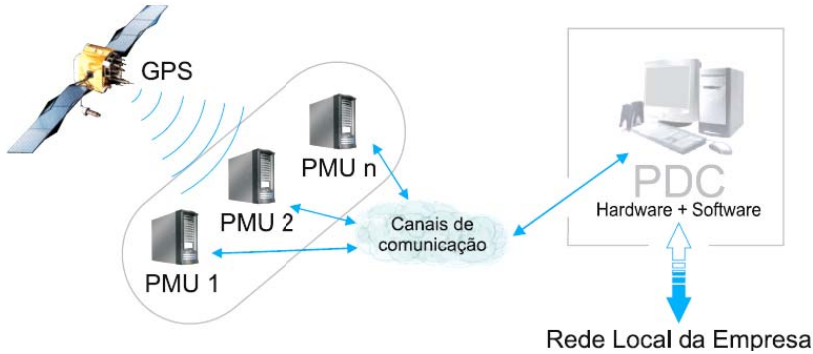 GPS
PMU n
PMU 2
PMU 1
Canais de
comunicação
PDC
Hardware + Software
Rede Local da Empresa